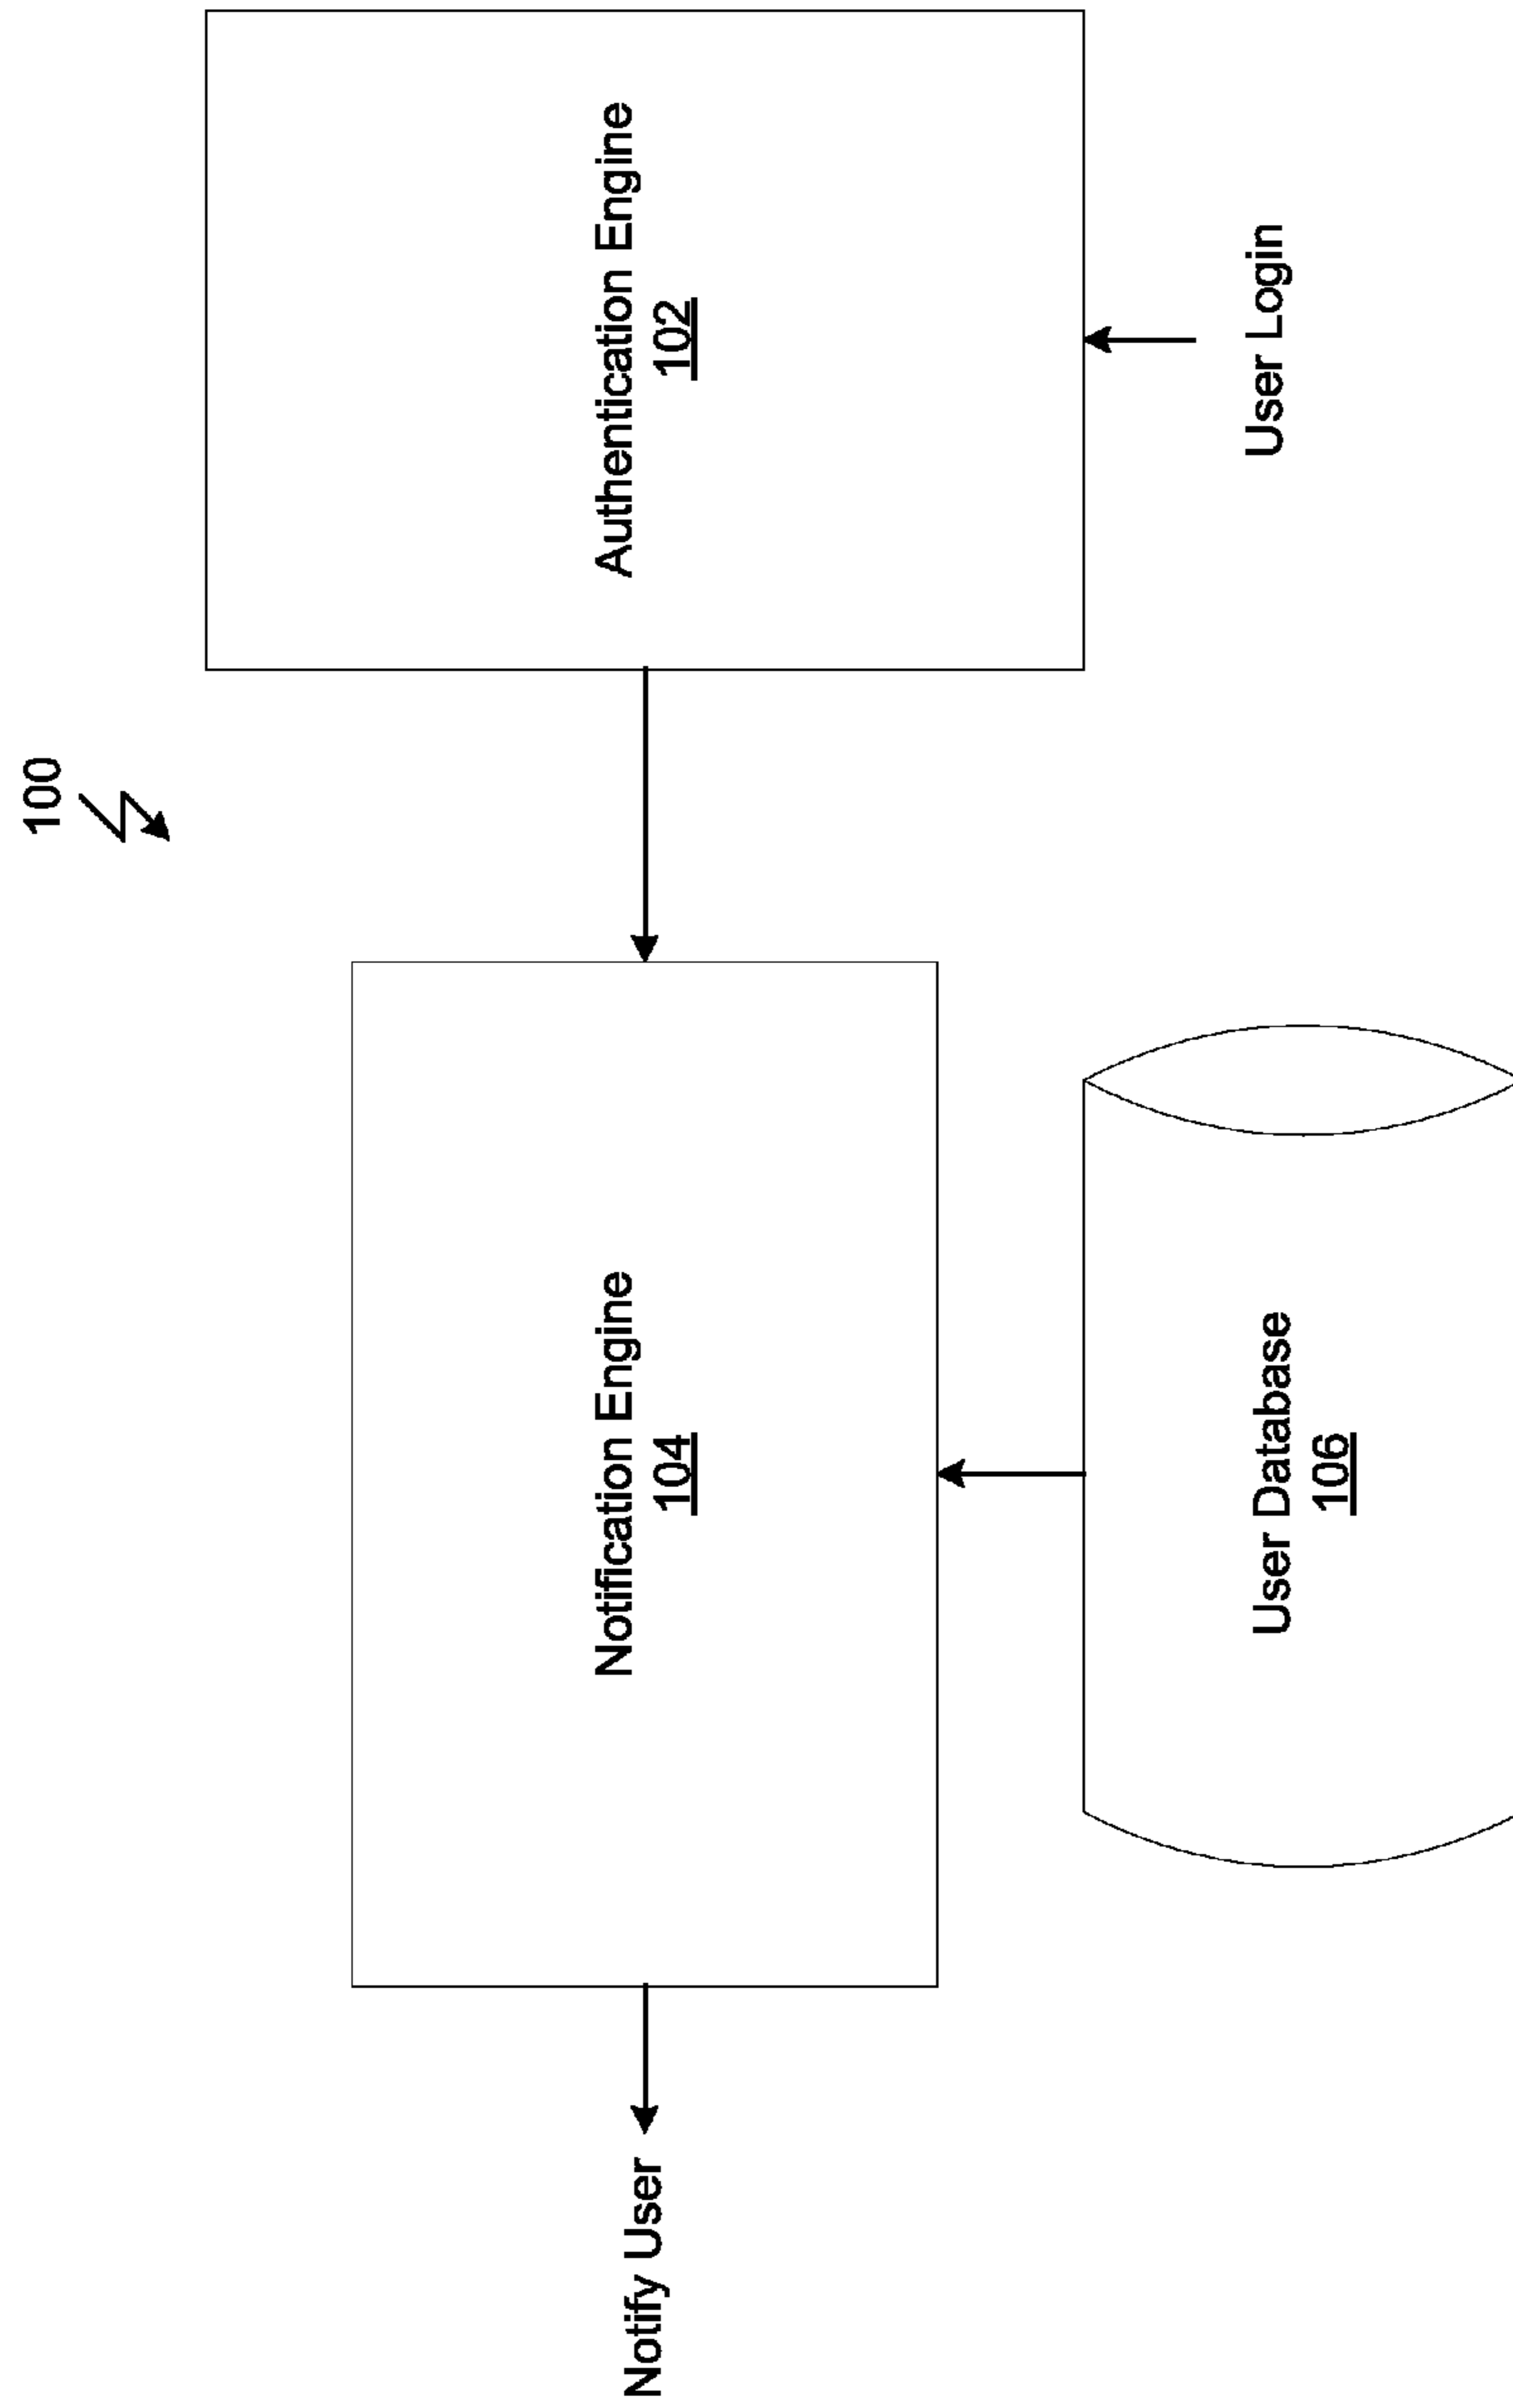 100
Notify User
Notification Engine
104
Authentication Engine
102
User Database
106
User Login